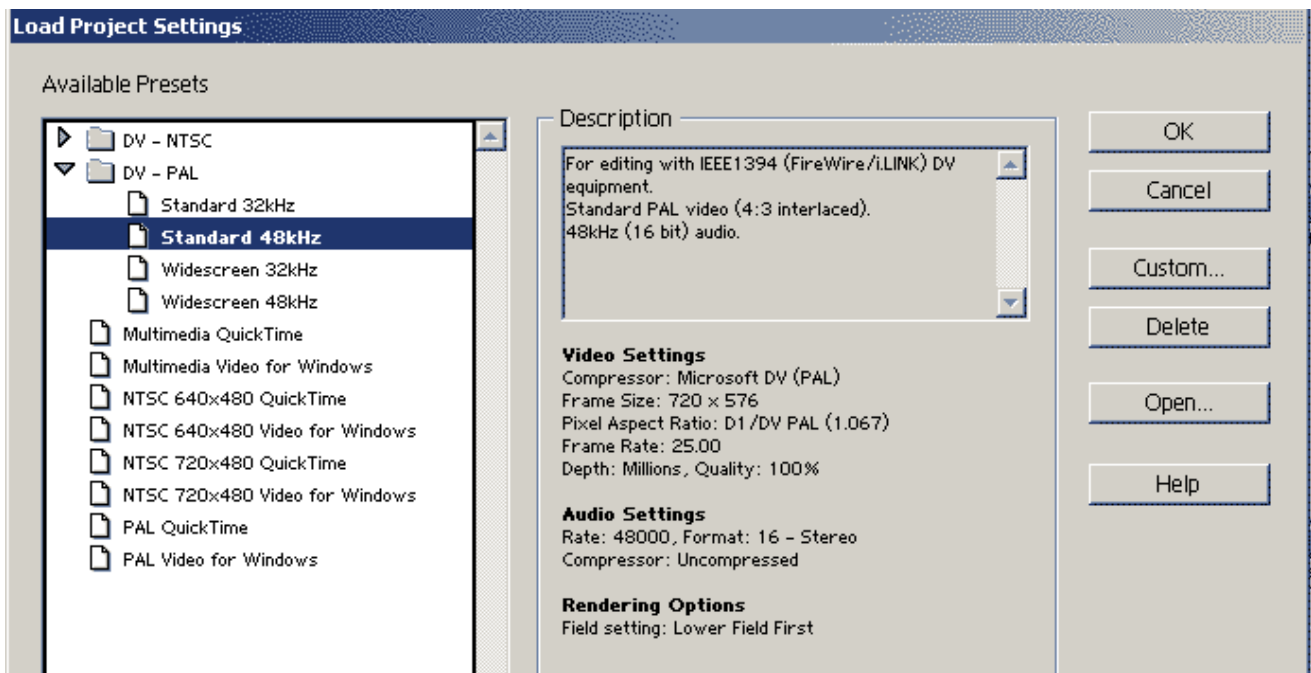 Load Project Settings
Available Presets
DV - NTSC
DV - PAL
Standard 32kHz
Standard 48kHz
Widescreen 32kHz
Widescreen 48kHz
Multimedia QuickTime
Multimedia Video for Windows
NTSC 640x480 QuickTime
NTSC 640x480 Video for Windows
NTSC 720x480 QuickTime
NTSC 720x480 Video for Windows
PAL QuickTime
PAL Video for Windows
Description
For editing with IEEE1394 (FireWire/i.LINK) DV
equipment.
Standard PAL video (4:3 interlaced).
48kHz (16 bit) audio.
Video Settings
Compressor: Microsoft DV (PAL)
Frame Size: 720 x 576
Pixel Aspect Ratio: D1/DV PAL (1.067)
Frame Rate: 25.00
Depth: Millions, Quality: 100%
Audio Settings
Rate: 48000, Format: 16 - Stereo
Compressor: Uncompressed
Rendering Options
Field setting: Lower Field First
OK
Cancel
Custom...
Delete
Open...
Help